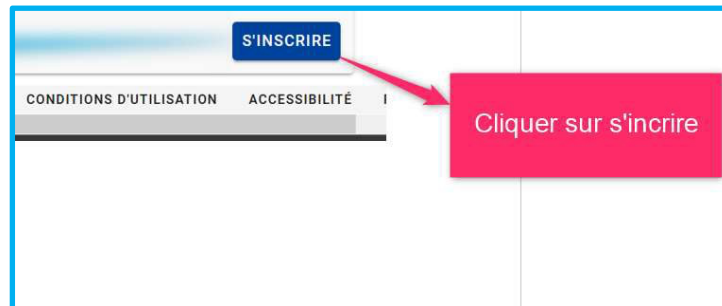 S'INSCRIRE
CONDITIONS D'UTILISATION ACCESSIBILITÉ
Cliquer sur s'incrire